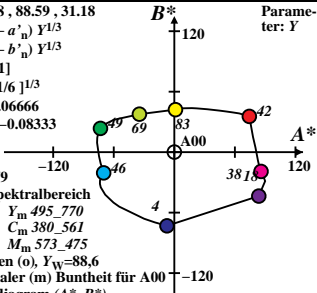 8 , 88.59 , 31.18
B*
Parame-
ter: Y
a'n) Y1/3
b'n) Y1/3
1]
1/6 ]1/3
.06666
−0.08333
120
49
69
83
42
A00
A*
−120
120
46
38
18
4
9
pektralbereich
Ym 495_770
Cm 380_561
Mm 573_475
en (o), YW=88,6
aler (m) Buntheit für A00
−120